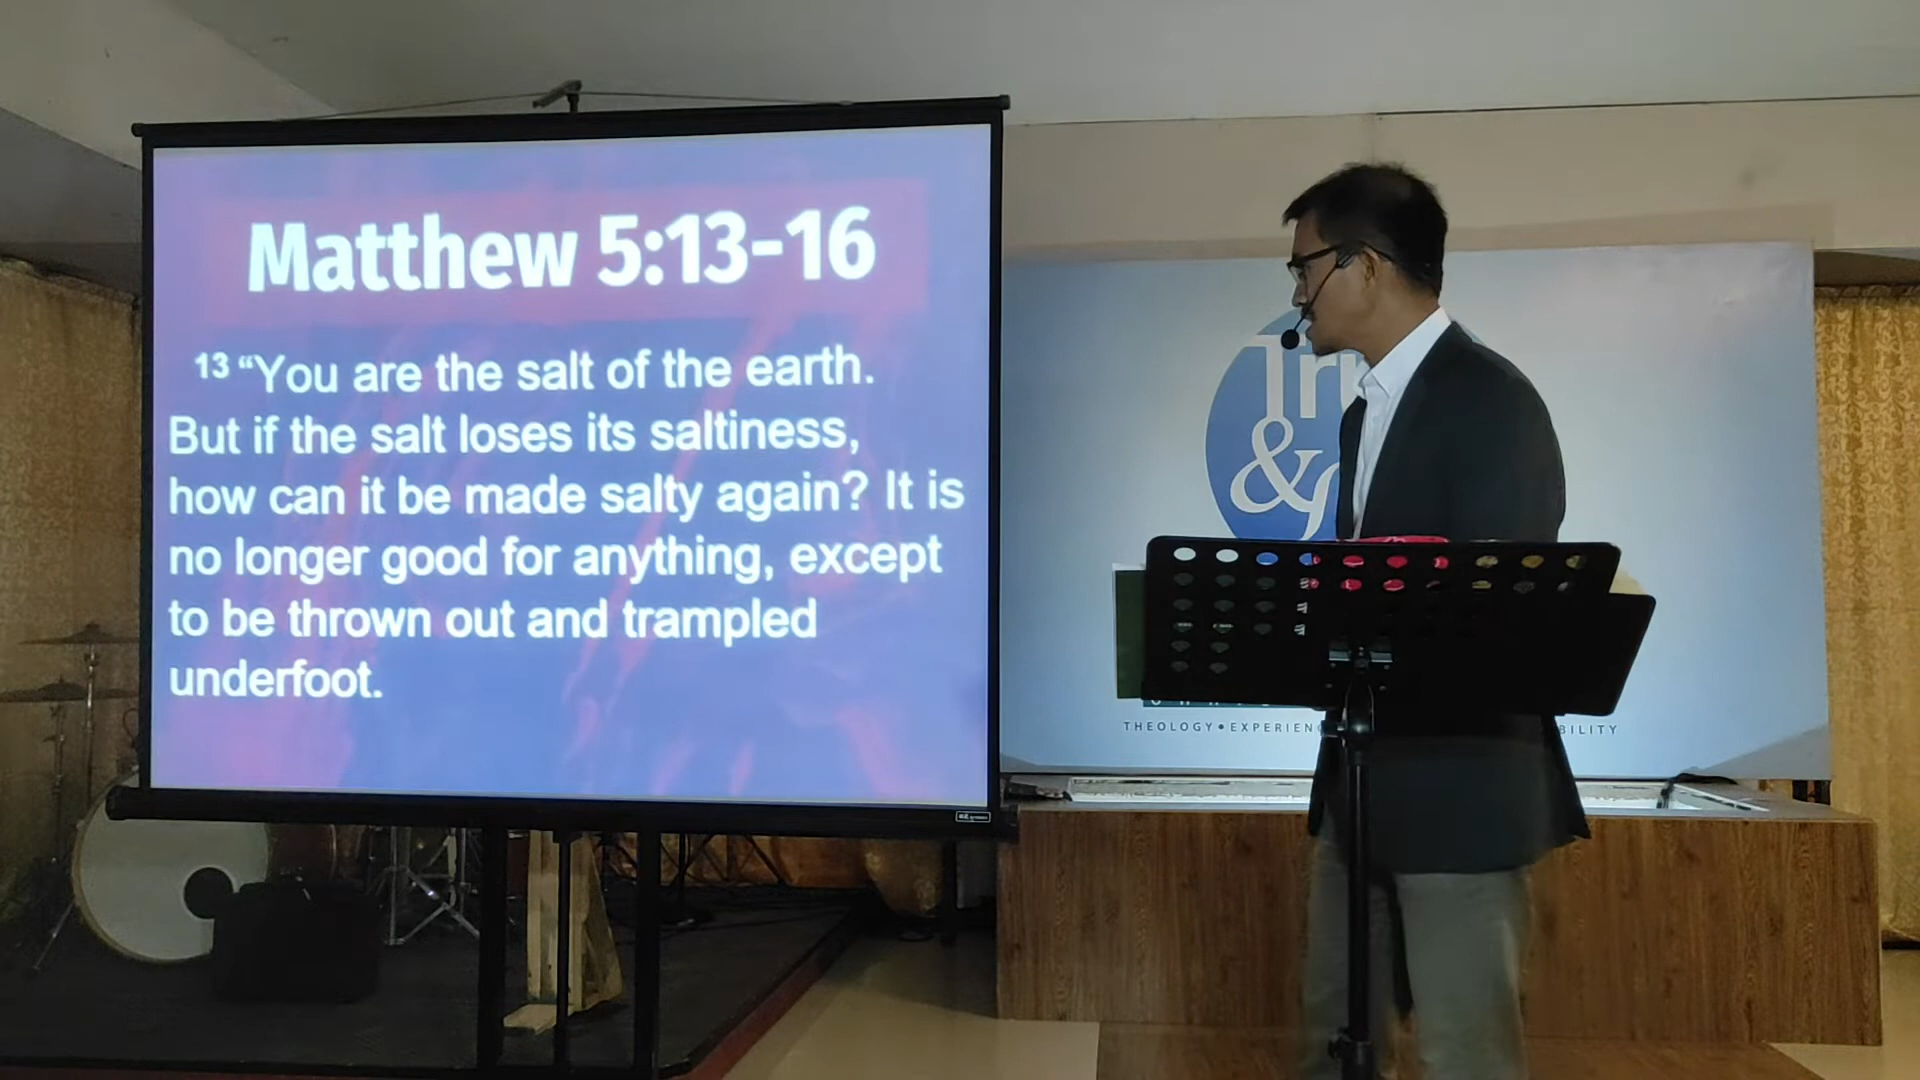 Matthew 5:13-16
13 “You are the salt of the earth.
But if the salt loses its saltiness,
how can it be made salty again? It is
no longer good for anything, except
to be thrown out and trampled
underfoot.
Tru
&
THEOLOGY•EXPERIENC BILITY